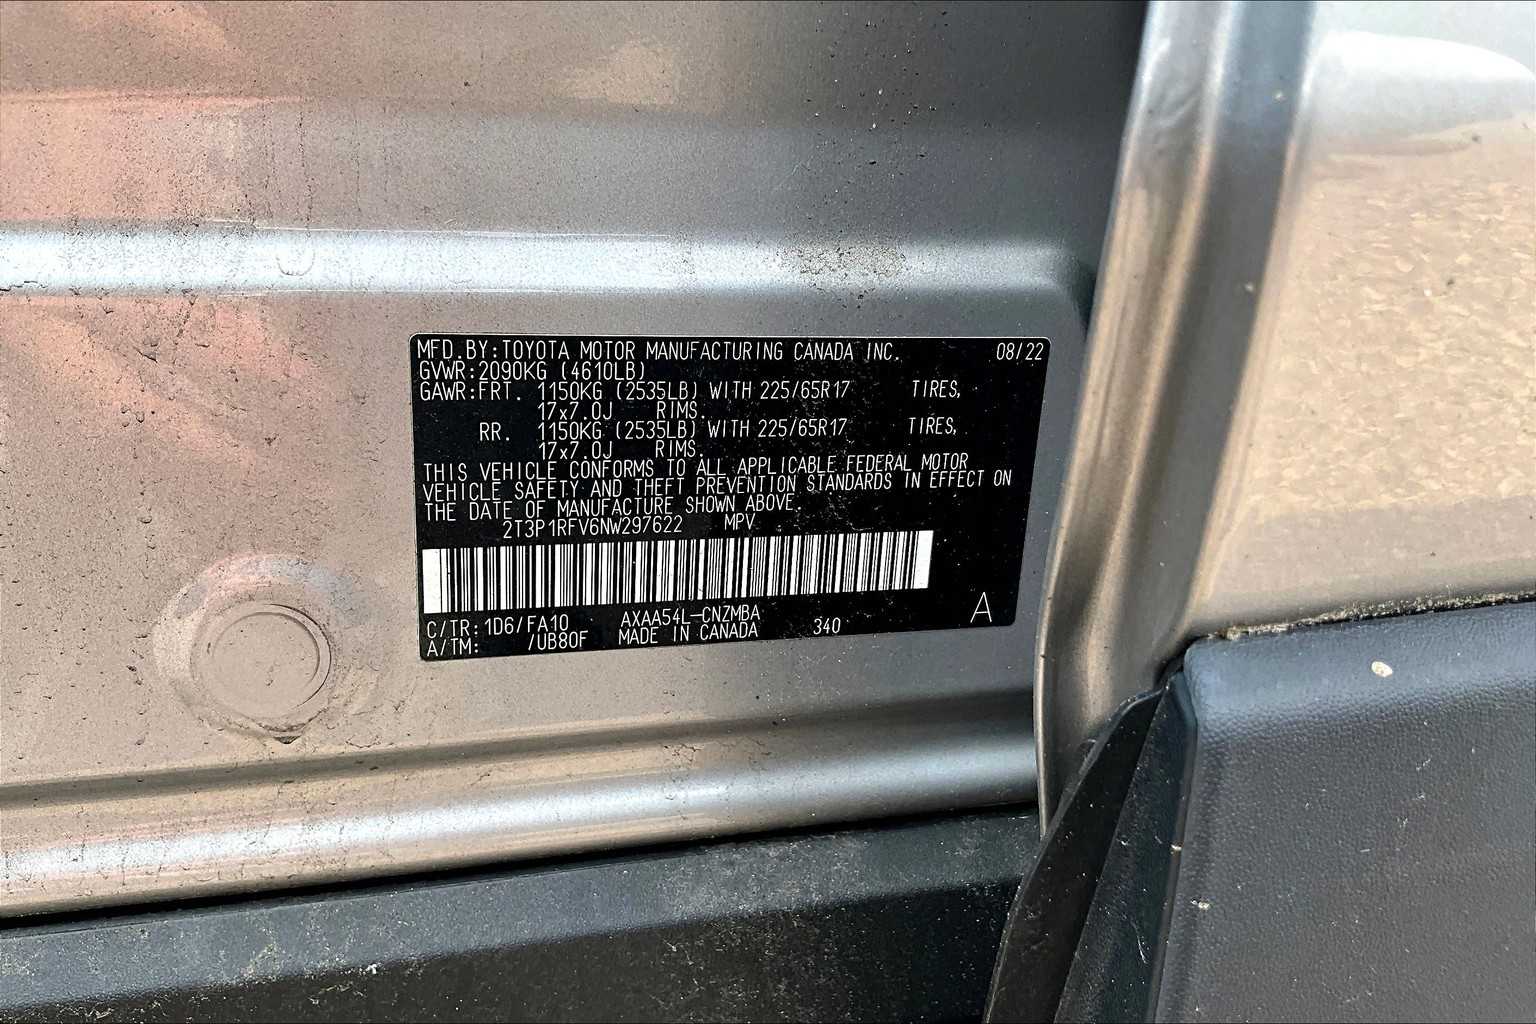 MFD.BY:TOYOTA MOTOR MANUFACTURING CANADA INC. 08/22
GVWR:2090KG (4610LB)
GAWR:FRT. 1150KG (2535LB) WITH 225/65R17 TIRES,
17x7.0J RIMS.
RR. 1150KG (2535LB) WITH 225/65R17 TIRES,
17x7.0J RIMS.
THIS VEHICLE CONFORMS TO ALL APPLICABLE FEDERAL MOTOR
VEHICLE SAFETY AND THEFT PREVENTION STANDARDS IN EFFECT ON
THE DATE OF MANUFACTURE SHOWN ABOVE.
2T3P1RFV6NW297622 MPV
C/TR:1D6/FA10 AXAA54L-CNZMBA A
A/TM: /UB80F MADE IN CANADA 340